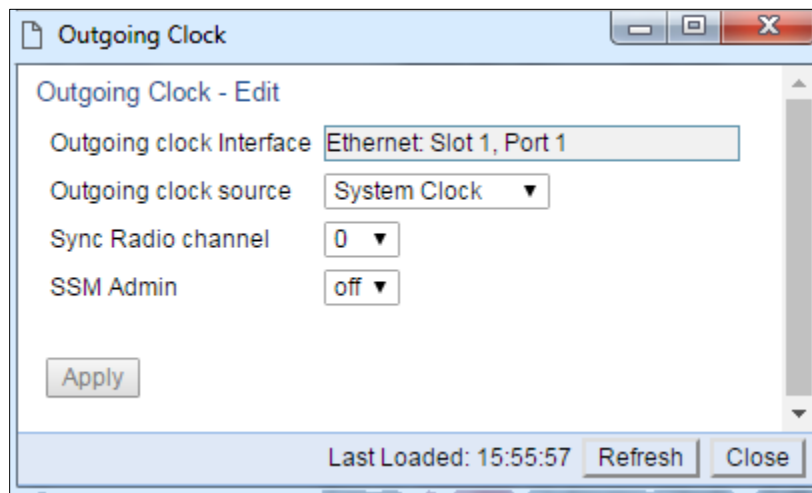 Outgoing Clock
Outgoing Clock - Edit
Outgoing clock Interface Ethernet: Slot 1, Port 1
Outgoing clock source System Clock
Sync Radio channel 0
SSM Admin off
Apply
Last Loaded: 15:55:57 Refresh Close